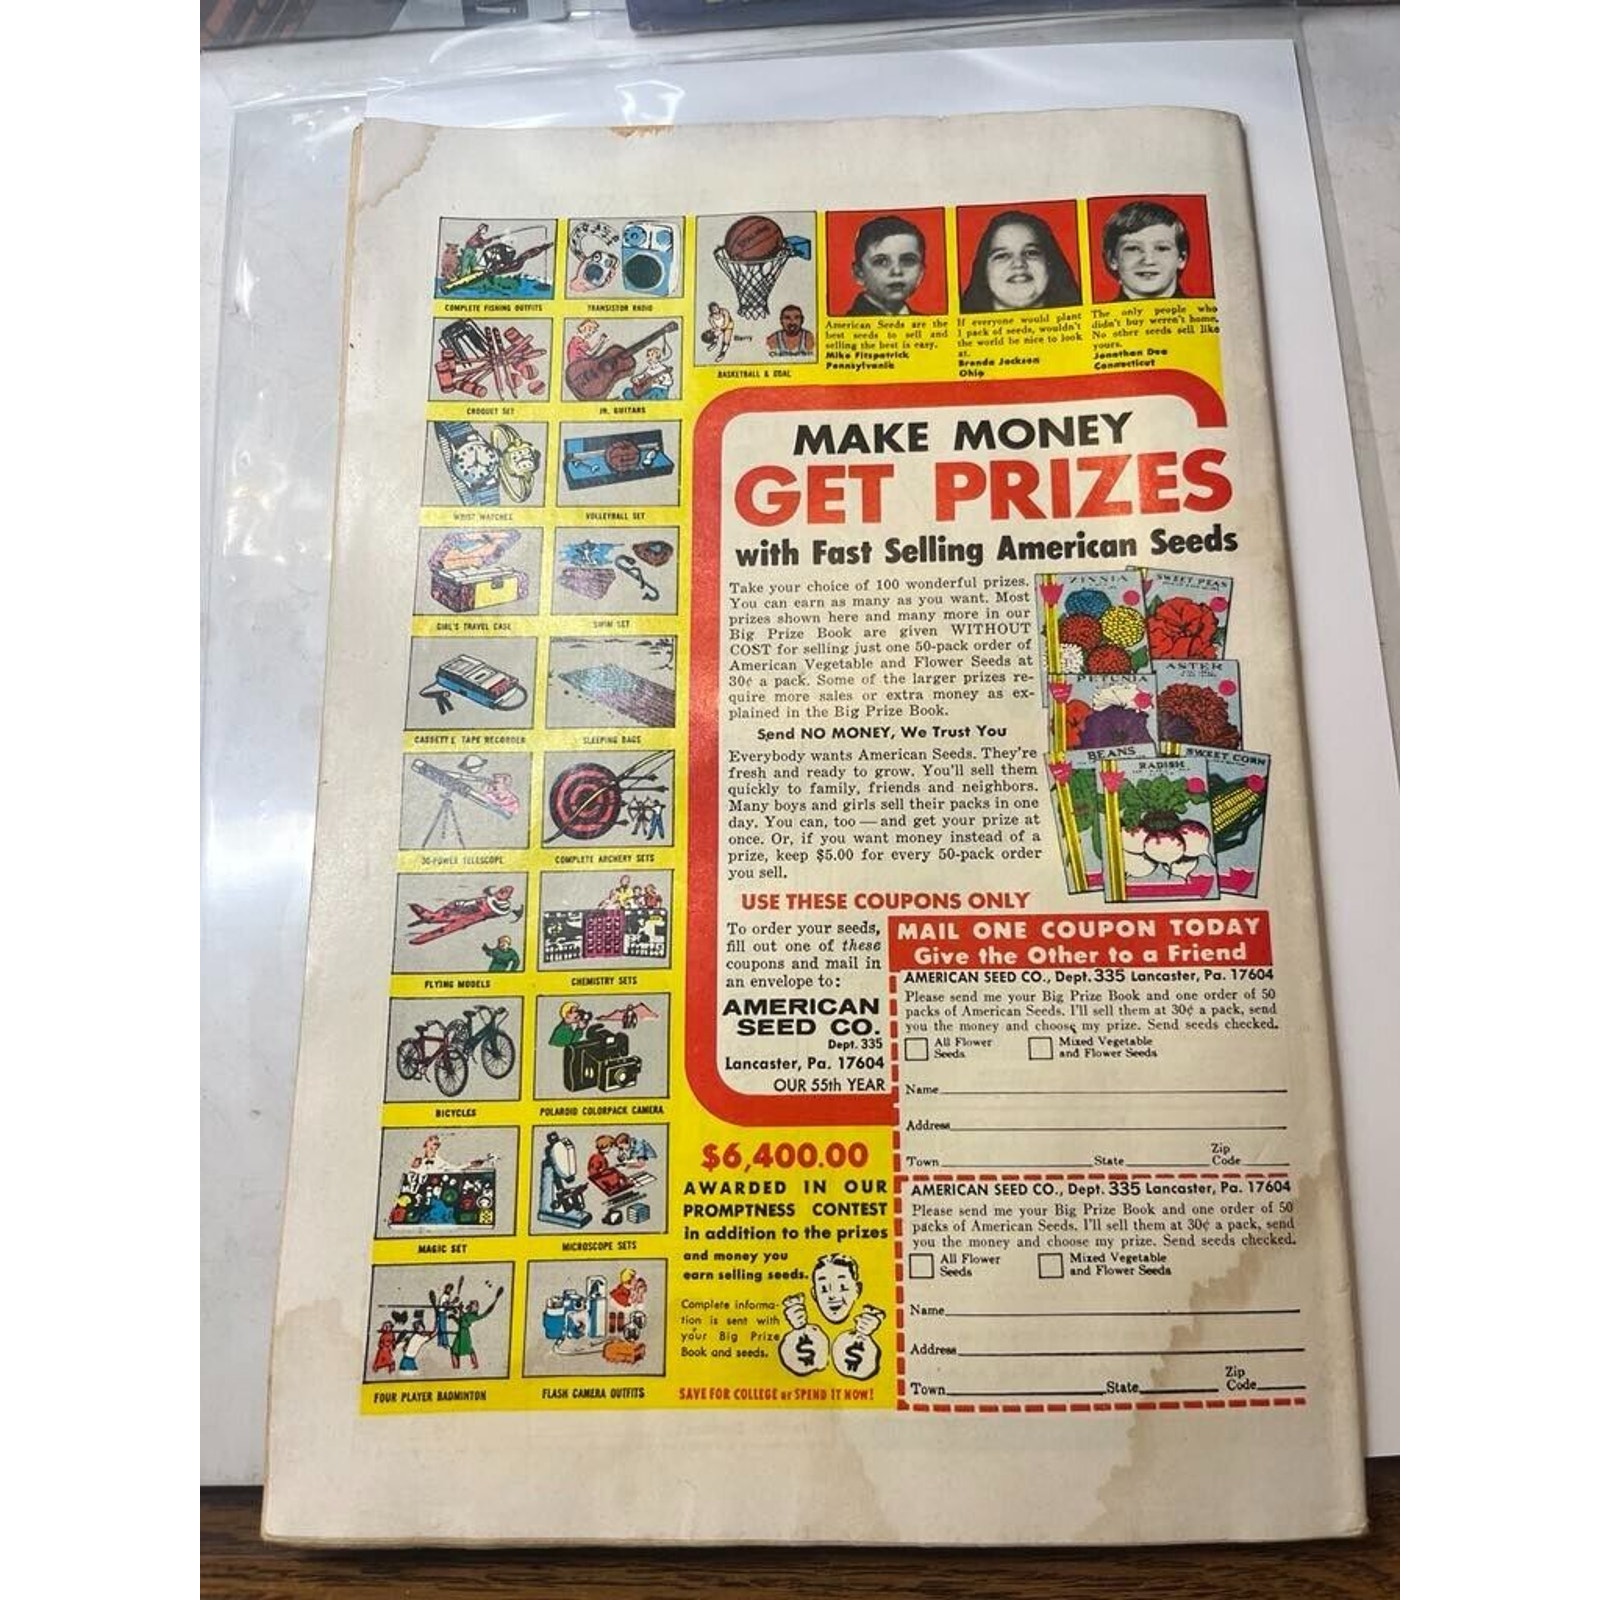 COMPLETE FISHING OUTFITS
TRANSISTOR RADIO
CROQUET SET
JR. GUITARS
WRIST WATCHES
VOLLEYBALL SET
GIRL'S TRAVEL CASE
SWIM SET
CASSETTE TAPE RECORDER
SLEEPING BAGS
30-POWER TELESCOPE
COMPLETE ARCHERY SETS
FLYING MODELS
CHEMISTRY SETS
BICYCLES
POLAROID COLORPACK CAMERA
MAGIC SET
MICROSCOPE SETS
FOUR PLAYER BADMINTON
FLASH CAMERA OUTFITS
Barry
Chamberlain
BASKETBALL & GOAL
American Seeds are the
best seeds to sell and
selling the best is easy.
Mike Fitzpatrick
Pennsylvania
If everyone would plant
1 pack of seeds, wouldn't
the world be nice to look
at.
Brenda Jackson
Ohio
The only people who
didn't buy weren't home.
No other seeds sell like
yours.
Jonathan Dea
Connecticut
MAKE MONEY
GET PRIZES
with Fast Selling American Seeds
Take your choice of 100 wonderful prizes.
You can earn as many as you want. Most
prizes shown here and many more in our
Big Prize Book are given WITHOUT
COST for selling just one 50-pack order of
American Vegetable and Flower Seeds at
30¢ a pack. Some of the larger prizes re-
quire more sales or extra money as ex-
plained in the Big Prize Book.
Send NO MONEY, We Trust You
Everybody wants American Seeds. They're
fresh and ready to grow. You'll sell them
quickly to family, friends and neighbors.
Many boys and girls sell their packs in one
day. You can, too — and get your prize at
once. Or, if you want money instead of a
prize, keep $5.00 for every 50-pack order
you sell.
ZINNIA
SWEET PEAS
ASTER
PETUNIA
BEANS
SWEET CORN
RADISH
USE THESE COUPONS ONLY
To order your seeds,
fill out one of these
coupons and mail in
an envelope to:
AMERICAN
SEED CO.
Dept. 335
Lancaster, Pa. 17604
OUR 55th YEAR
MAIL ONE COUPON TODAY
Give the Other to a Friend
AMERICAN SEED CO., Dept. 335 Lancaster, Pa. 17604
Please send me your Big Prize Book and one order of 50
packs of American Seeds. I'll sell them at 30¢ a pack, send
you the money and choose my prize. Send seeds checked.
All Flower Seeds
Mixed Vegetable and Flower Seeds
Name
Address
Town State Zip Code
AMERICAN SEED CO., Dept. 335 Lancaster, Pa. 17604
Please send me your Big Prize Book and one order of 50
packs of American Seeds. I'll sell them at 30¢ a pack, send
you the money and choose my prize. Send seeds checked.
All Flower Seeds
Mixed Vegetable and Flower Seeds
Name
Address
Town State Zip Code
$6,400.00
AWARDED IN OUR
PROMPTNESS CONTEST
in addition to the prizes
and money you
earn selling seeds.
Complete informa-
tion is sent with
your Big Prize
Book and seeds.
$ $
SAVE FOR COLLEGE or SPEND IT NOW!